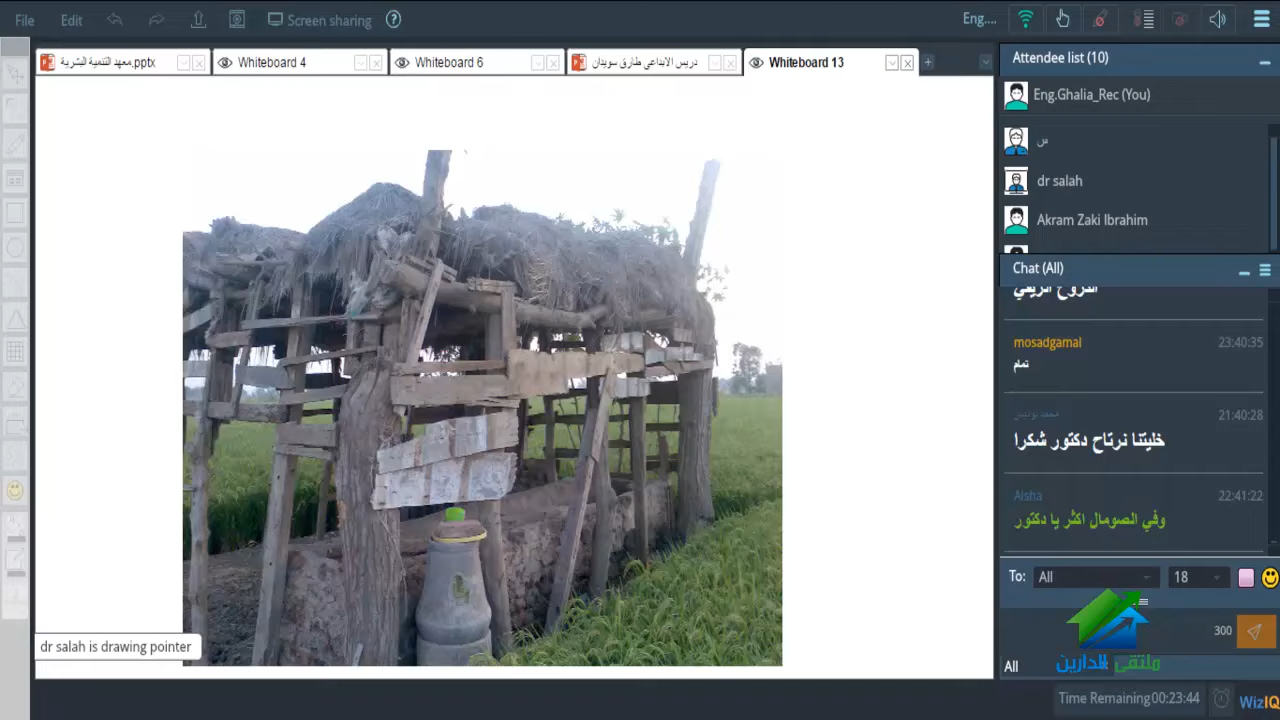 File Edit Screen sharing Eng....
معهد التنمية البشرية.pptx Whiteboard 4 Whiteboard 6 دريس الابداعي طارق سويدان Whiteboard 13
Attendee list (10)
Eng.Ghalia_Rec (You)
س
dr salah
Akram Zaki Ibrahim
Chat (All)
mosadgamal 23:40:35
تمام
21:40:28
خليتنا نرتاح دكتور شكرا
Aisha 22:41:22
وفي الصومال اكثر يا دكتور
To: All 18
300
dr salah is drawing pointer
ملتقى الدارين
All
Time Remaining 00:23:44
WizIQ